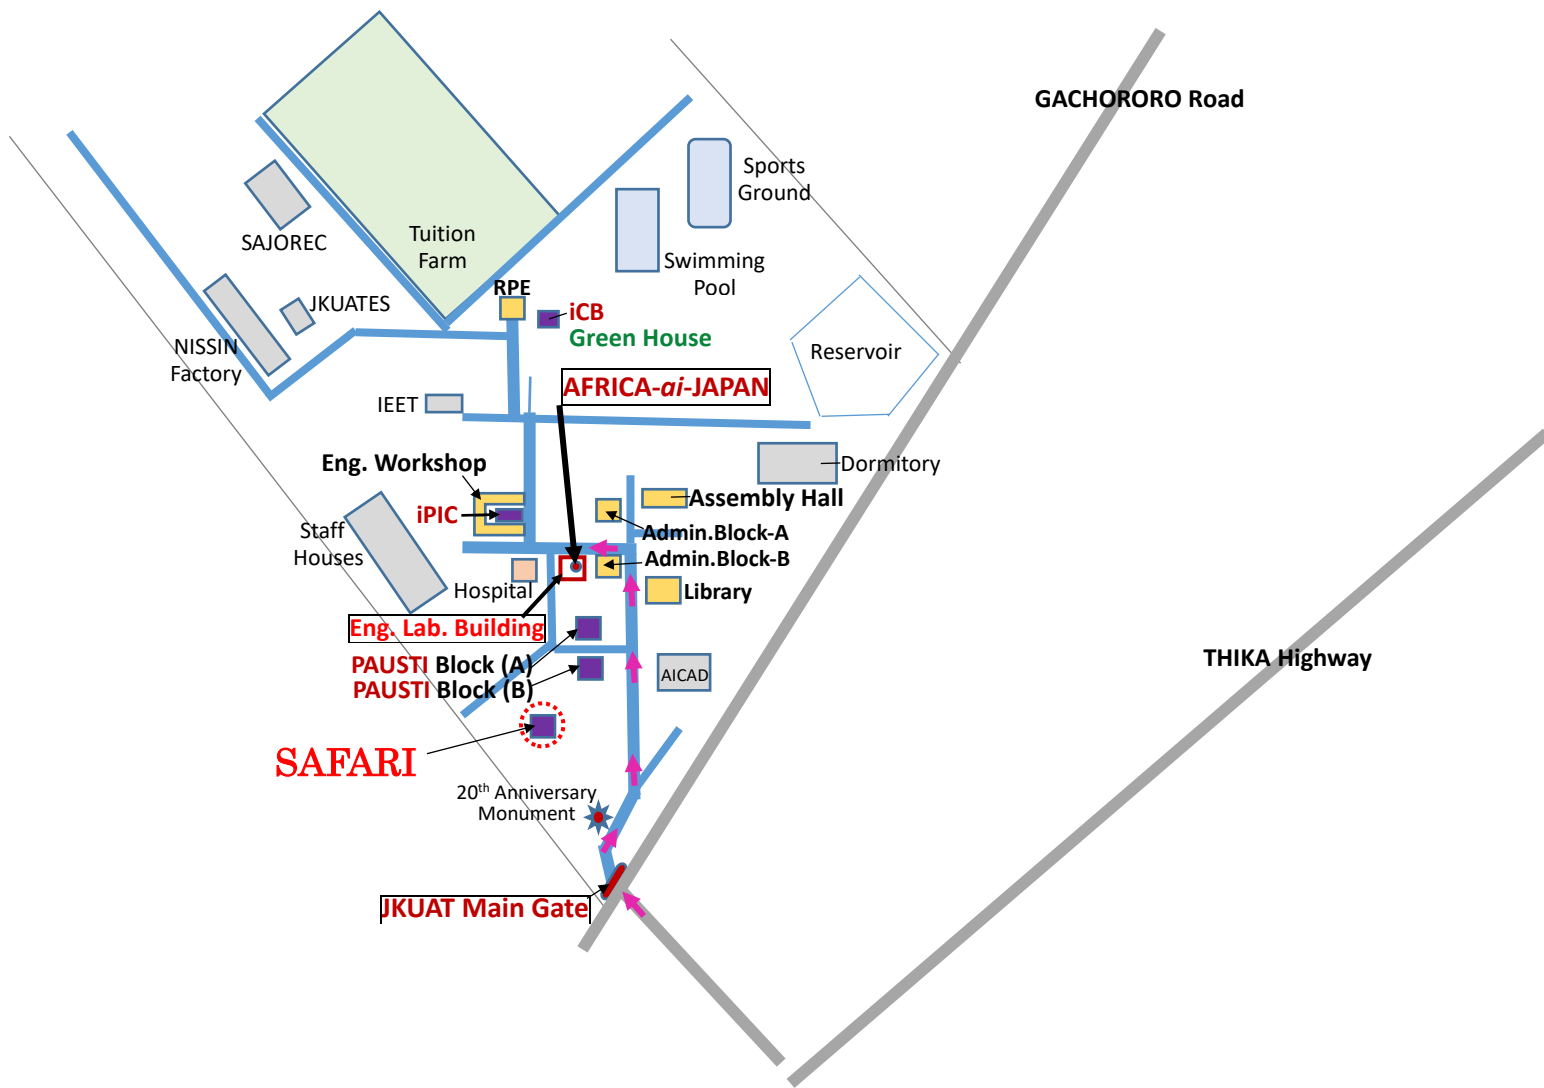 GACHORORO Road
Sports
Ground
SAJOREC
Tuition
Farm
Swimming
Pool
RPE
JKUATES
iCB
Green House
NISSIN
Factory
Reservoir
AFRICA-ai-JAPAN
IEET
Eng. Workshop
Dormitory
iPIC
Assembly Hall
Staff
Houses
Admin.Block-A
Admin.Block-B
Hospital
Library
Eng. Lab. Building
PAUSTI Block (A)
PAUSTI Block (B)
AICAD
THIKA Highway
SAFARI
20th Anniversary
Monument
JKUAT Main Gate